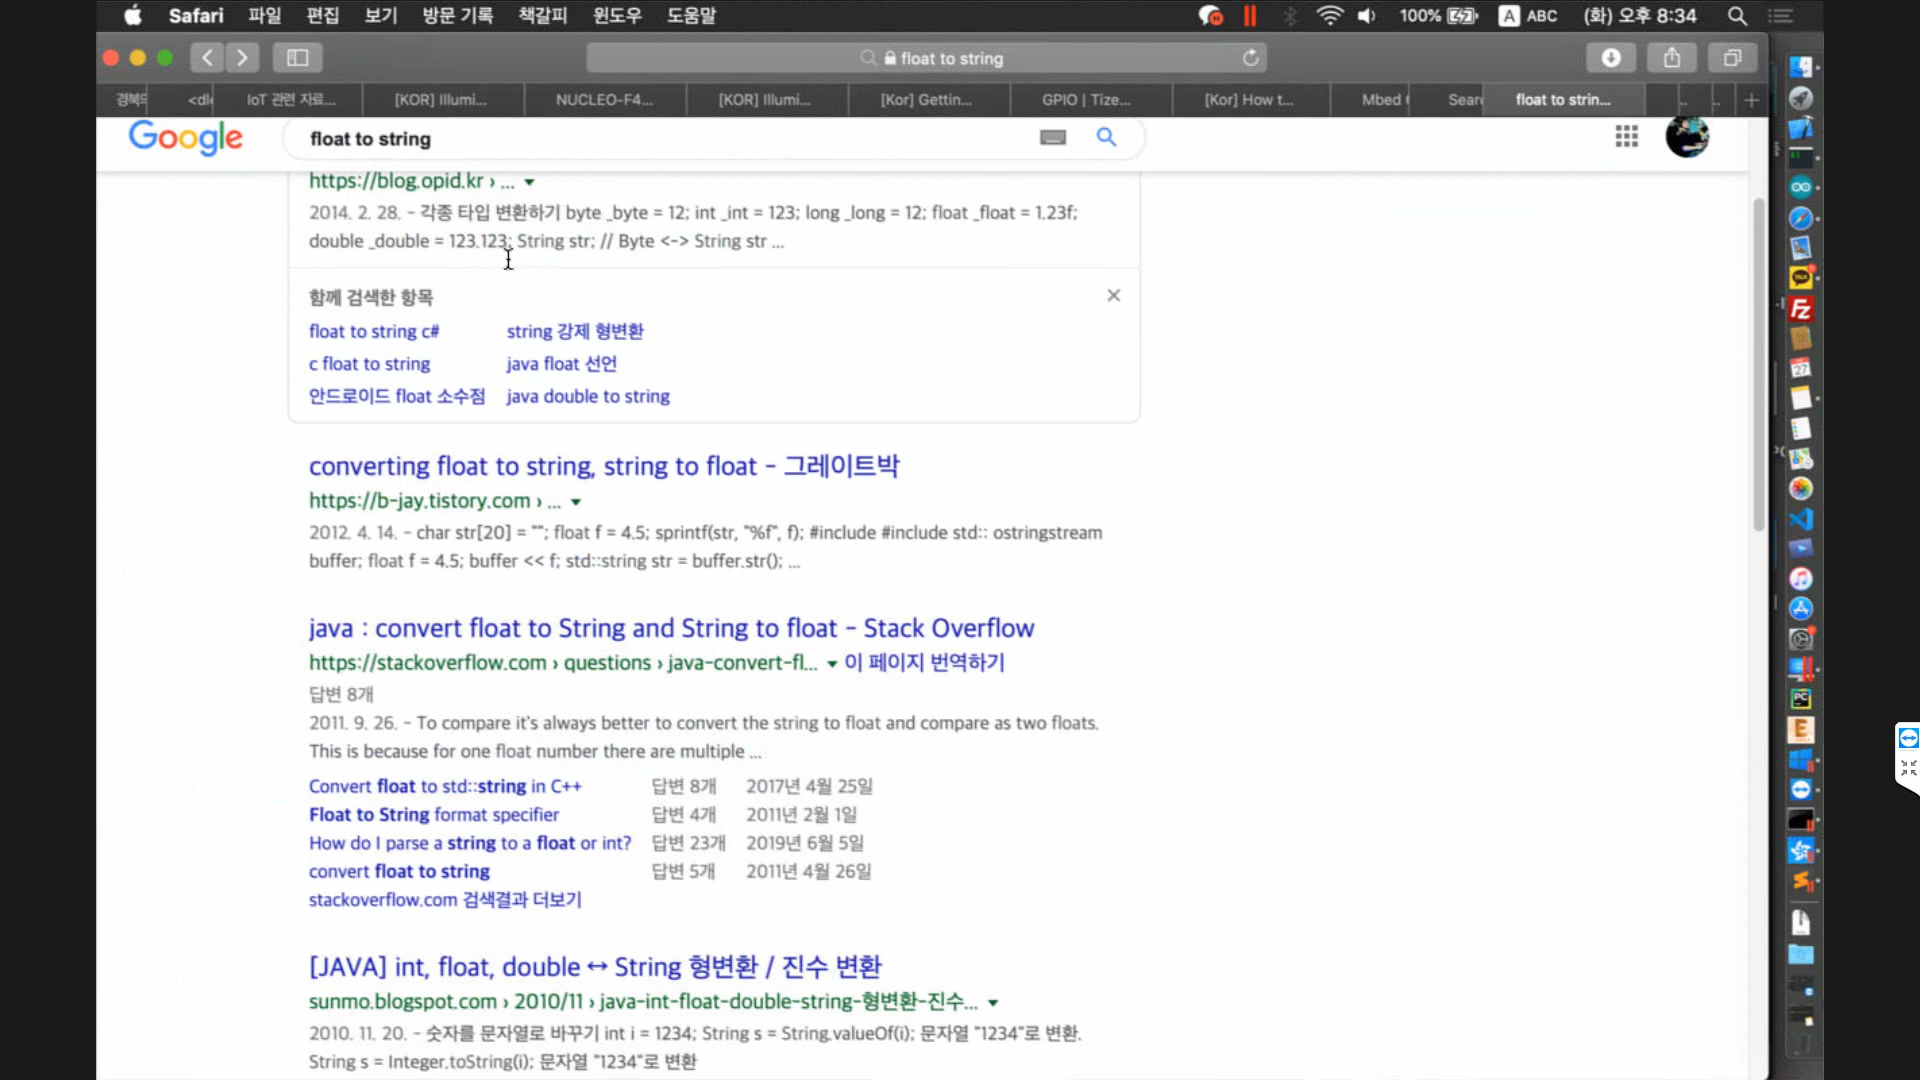 Safari 파일 편집 보기 방문 기록 책갈피 윈도우 도움말 100% A ABC (화) 오후 8:34
float to string
IoT 관련 자료... [KOR] Illumi... NUCLEO-F4... [KOR] Illumi... [Kor] Gettin... GPIO | Tize... [Kor] How t... Mbed Sear float to strin...
Google float to string
https://blog.opid.kr › ...
2014. 2. 28. - 각종 타입 변환하기 byte _byte = 12; int _int = 123; long _long = 12; float _float = 1.23f;
double _double = 123.123; String str; // Byte <-> String str ...
함께 검색한 항목
float to string c# string 강제 형변환
c float to string java float 선언
안드로이드 float 소수점 java double to string
converting float to string, string to float - 그레이트박
https://b-jay.tistory.com › ...
2012. 4. 14. - char str[20] = ""; float f = 4.5; sprintf(str, "%f", f); #include #include std:: ostringstream
buffer; float f = 4.5; buffer << f; std::string str = buffer.str(); ...
java : convert float to String and String to float - Stack Overflow
https://stackoverflow.com › questions › java-convert-fl... 이 페이지 번역하기
답변 8개
2011. 9. 26. - To compare it's always better to convert the string to float and compare as two floats.
This is because for one float number there are multiple ...
Convert float to std::string in C++ 답변 8개 2017년 4월 25일
Float to String format specifier 답변 4개 2011년 2월 1일
How do I parse a string to a float or int? 답변 23개 2019년 6월 5일
convert float to string 답변 5개 2011년 4월 26일
stackoverflow.com 검색결과 더보기
[JAVA] int, float, double ↔ String 형변환 / 진수 변환
sunmo.blogspot.com › 2010/11 › java-int-float-double-string-형변환-진수...
2010. 11. 20. - 숫자를 문자열로 바꾸기 int i = 1234; String s = String.valueOf(i); 문자열 "1234"로 변환.
String s = Integer.toString(i); 문자열 "1234"로 변환